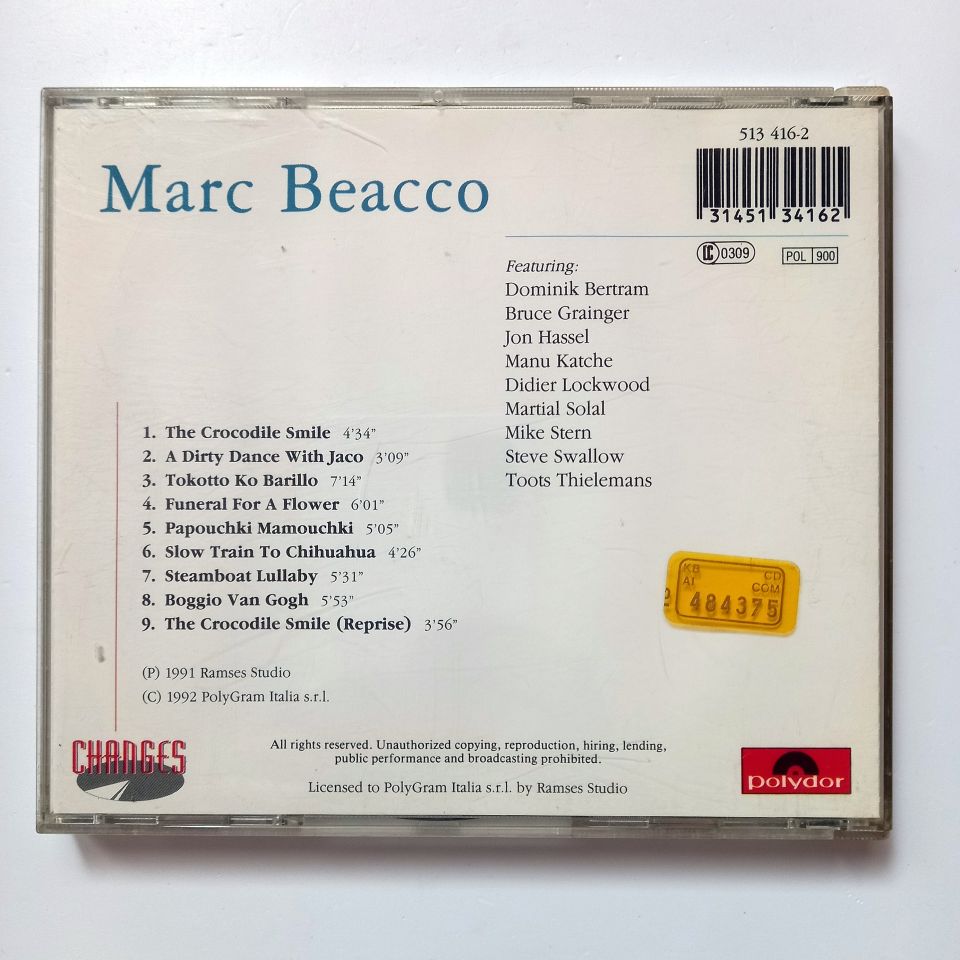 513 416-2
Marc Beacco
31451 34162
LC 0309
POL 900
Featuring:
Dominik Bertram
Bruce Grainger
Jon Hassel
Manu Katche
Didier Lockwood
Martial Solal
Mike Stern
Steve Swallow
Toots Thielemans
1. The Crocodile Smile 4'34"
2. A Dirty Dance With Jaco 3'09"
3. Tokotto Ko Barillo 7'14"
4. Funeral For A Flower 6'01"
5. Papouchki Mamouchki 5'05"
6. Slow Train To Chihuahua 4'26"
7. Steamboat Lullaby 5'31"
8. Boggio Van Gogh 5'53"
9. The Crocodile Smile (Reprise) 3'56"
KB CD
AI COM
484375
(P) 1991 Ramses Studio
(C) 1992 PolyGram Italia s.r.l.
CHANGES
All rights reserved. Unauthorized copying, reproduction, hiring, lending,
public performance and broadcasting prohibited.
Licensed to PolyGram Italia s.r.l. by Ramses Studio
polydor